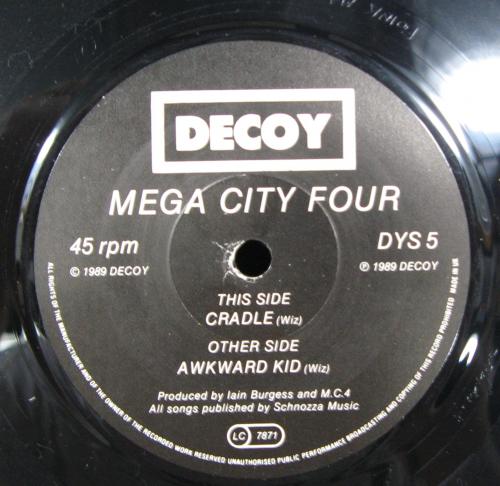 DECOY
MEGA CITY FOUR
45 rpm
DYS 5
© 1989 DECOY
℗ 1989 DECOY
THIS SIDE
CRADLE (Wiz)
OTHER SIDE
AWKWARD KID (Wiz)
Produced by Iain Burgess and M.C.4
All songs published by Schnozza Music
LC 7871
ALL RIGHTS OF THE MANUFACTURER AND OF THE OWNER OF THE RECORDED WORK RESERVED UNAUTHORISED PUBLIC PERFORMANCE BROADCASTING AND COPYING OF THIS RECORD PROHIBITED MADE IN